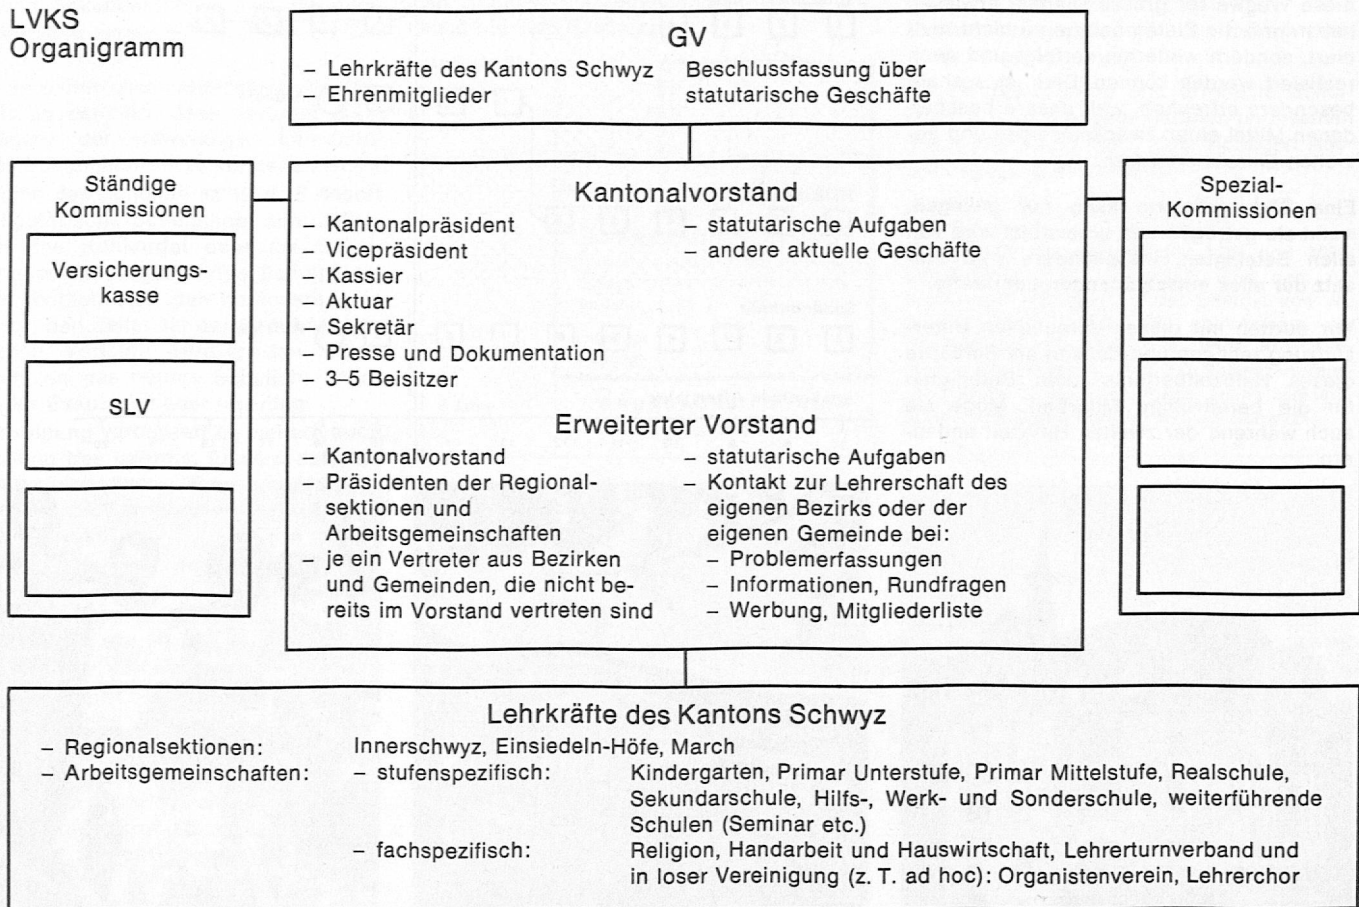 LVKS
Organigramm
GV
– Lehrkräfte des Kantons Schwyz
– Ehrenmitglieder
Beschlussfassung über
statutarische Geschäfte
Ständige
Kommissionen
Versicherungs-
kasse
SLV
Kantonalvorstand
– Kantonalpräsident
– Vicepräsident
– Kassier
– Aktuar
– Sekretär
– Presse und Dokumentation
– 3–5 Beisitzer
– statutarische Aufgaben
– andere aktuelle Geschäfte
Erweiterter Vorstand
– Kantonalvorstand
– Präsidenten der Regional-
sektionen und
Arbeitsgemeinschaften
– je ein Vertreter aus Bezirken
und Gemeinden, die nicht be-
reits im Vorstand vertreten sind
– statutarische Aufgaben
– Kontakt zur Lehrerschaft des
eigenen Bezirks oder der
eigenen Gemeinde bei:
– Problemerfassungen
– Informationen, Rundfragen
– Werbung, Mitgliederliste
Spezial-
Kommissionen
Lehrkräfte des Kantons Schwyz
– Regionalsektionen: Innerschwyz, Einsiedeln-Höfe, March
– Arbeitsgemeinschaften: – stufenspezifisch: Kindergarten, Primar Unterstufe, Primar Mittelstufe, Realschule,
Sekundarschule, Hilfs-, Werk- und Sonderschule, weiterführende
Schulen (Seminar etc.)
– fachspezifisch: Religion, Handarbeit und Hauswirtschaft, Lehrerturnverband und
in loser Vereinigung (z. T. ad hoc): Organistenverein, Lehrerchor